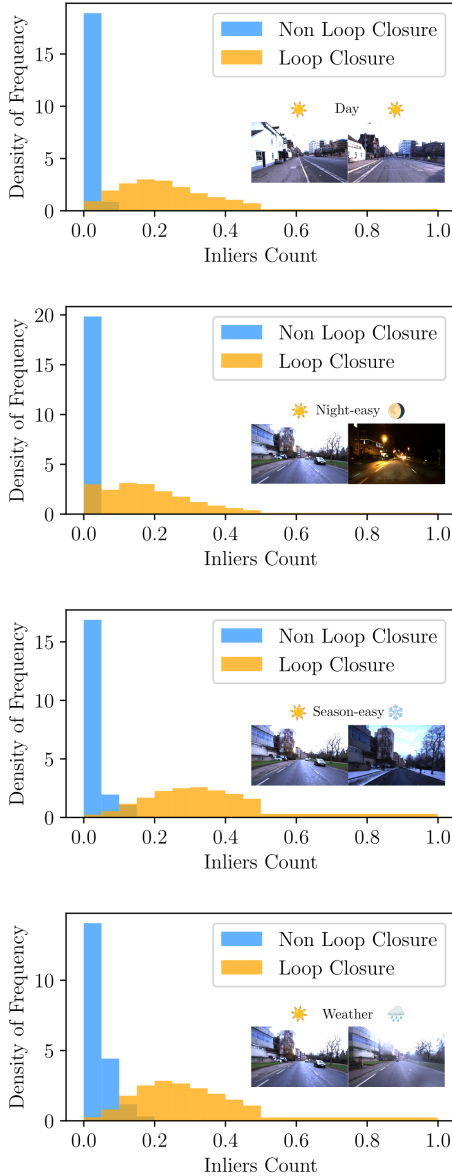 Density of Frequency
15
10
5
0
Non Loop Closure
Loop Closure
Day
0.0 0.2 0.4 0.6 0.8 1.0
Inliers Count
Density of Frequency
20
15
10
5
0
Non Loop Closure
Loop Closure
Night-easy
0.0 0.2 0.4 0.6 0.8 1.0
Inliers Count
Density of Frequency
15
10
5
0
Non Loop Closure
Loop Closure
Season-easy
0.0 0.2 0.4 0.6 0.8 1.0
Inliers Count
Density of Frequency
10
5
0
Non Loop Closure
Loop Closure
Weather
0.0 0.2 0.4 0.6 0.8 1.0
Inliers Count